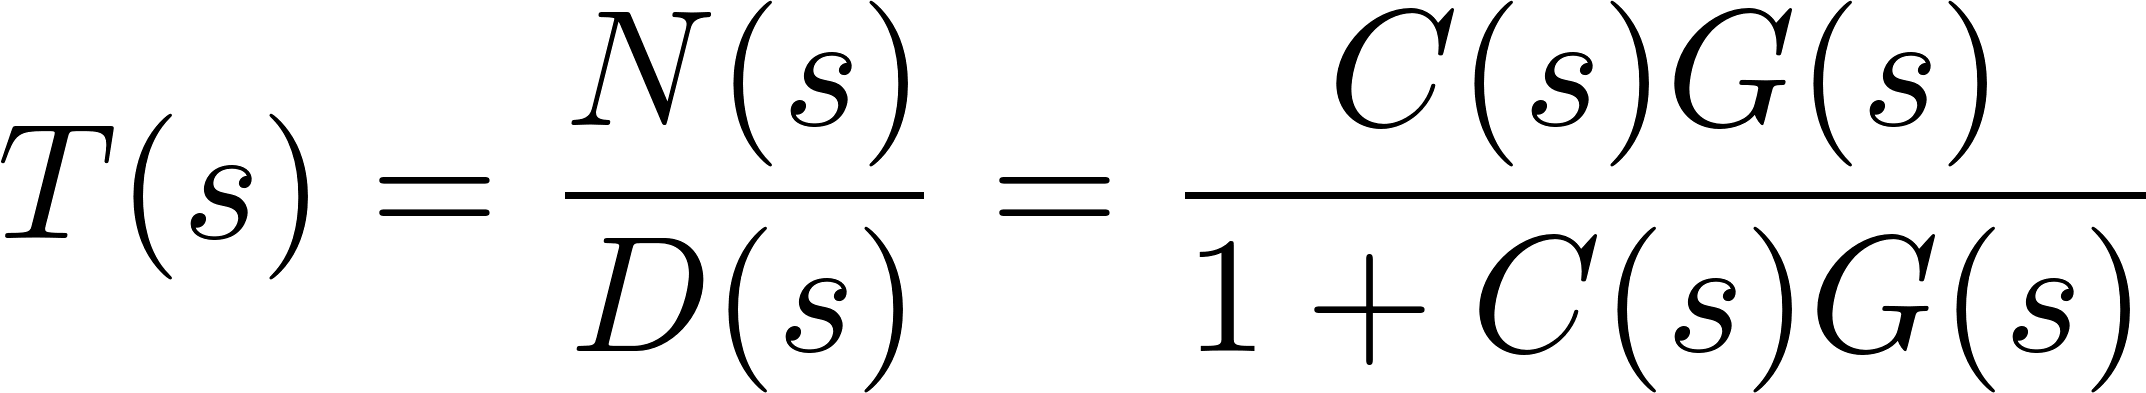 T(s) = N(s)/D(s) = C(s)G(s)/(1 + C(s)G(s))